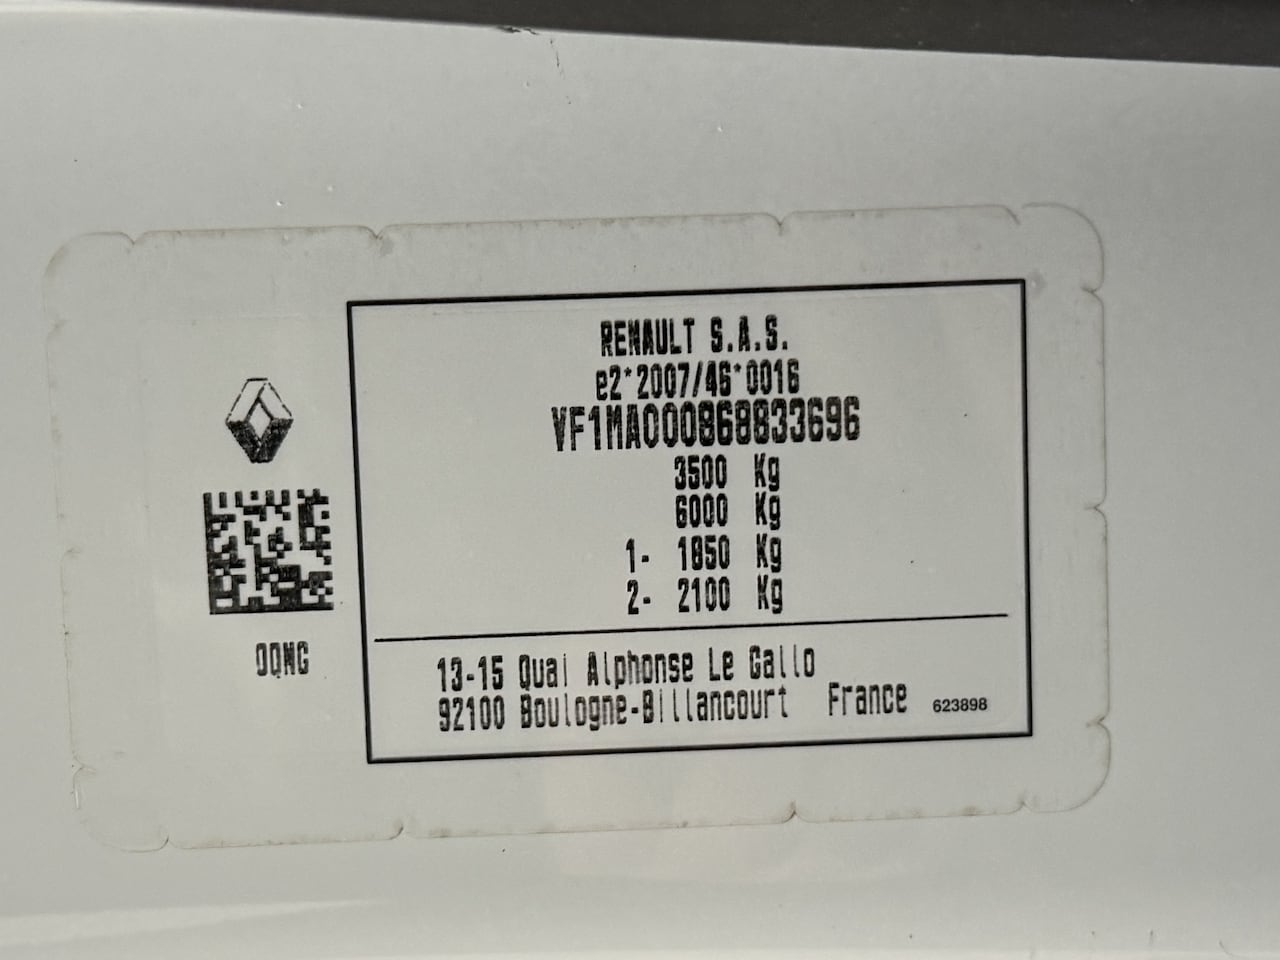 RENAULT S.A.S.
e2*2007/46*0016
VF1MA000868833696
3500 Kg
6000 Kg
1- 1850 Kg
2- 2100 Kg
OQNG
13-15 Quai Alphonse Le Gallo
92100 Boulogne-Billancourt France 623898